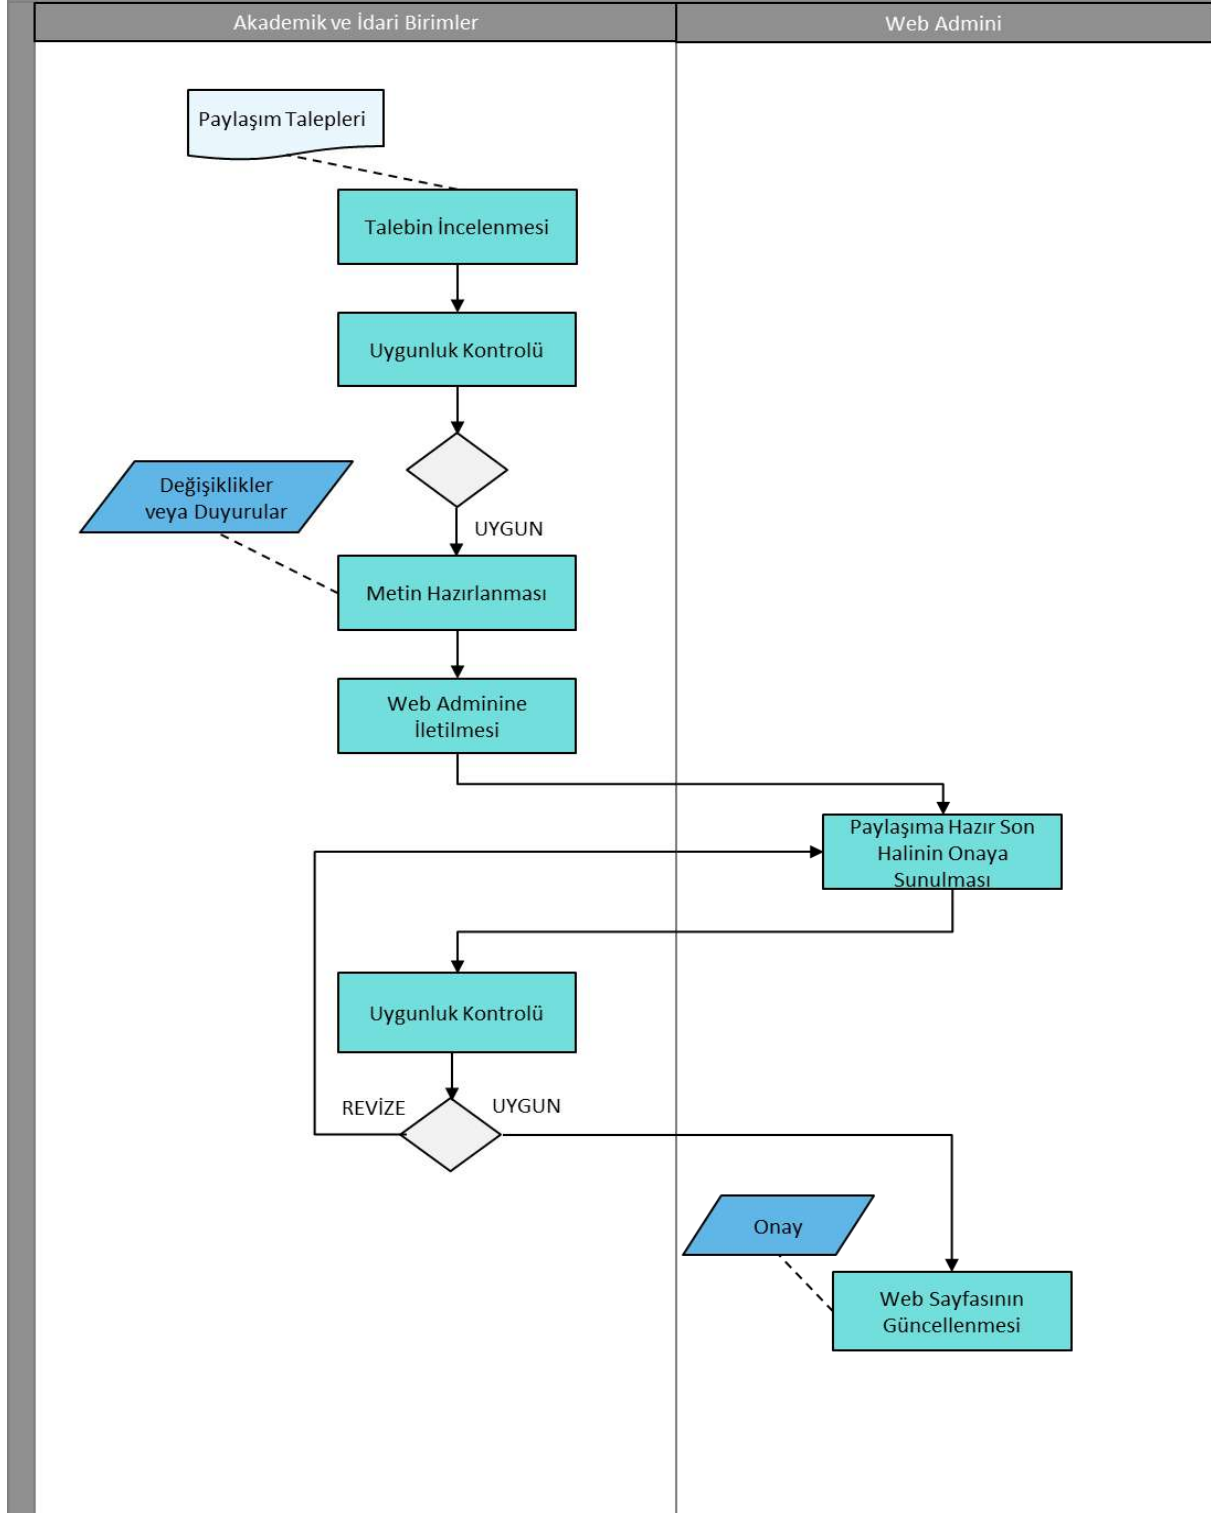 Akademik ve İdari Birimler
Web Admini
Paylaşım Talepleri
Talebin İncelenmesi
Uygunluk Kontrolü
Değişiklikler
veya Duyurular
UYGUN
Metin Hazırlanması
Web Adminine
İletilmesi
Paylaşıma Hazır Son
Halinin Onaya
Sunulması
Uygunluk Kontrolü
REVİZE
UYGUN
Onay
Web Sayfasının
Güncellenmesi